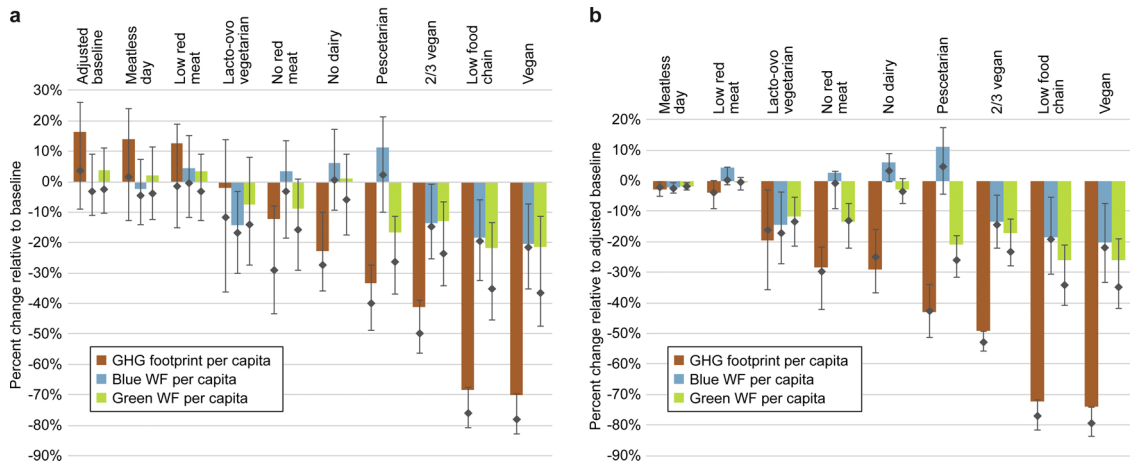 a
Percent change relative to baseline
Adjusted
baseline
Meatless
day
Low red
meat
Lacto-ovo
vegetarian
No red
meat
No dairy
Pescetarian
2/3 vegan
Low food
chain
Vegan
30%
20%
10%
0%
-10%
-20%
-30%
-40%
-50%
-60%
-70%
-80%
-90%
GHG footprint per capita
Blue WF per capita
Green WF per capita
b
Percent change relative to adjusted baseline
Meatless
day
Low red
meat
Lacto-ovo
vegetarian
No red
meat
No dairy
Pescetarian
2/3 vegan
Low food
chain
Vegan
20%
10%
0%
-10%
-20%
-30%
-40%
-50%
-60%
-70%
-80%
-90%
GHG footprint per capita
Blue WF per capita
Green WF per capita